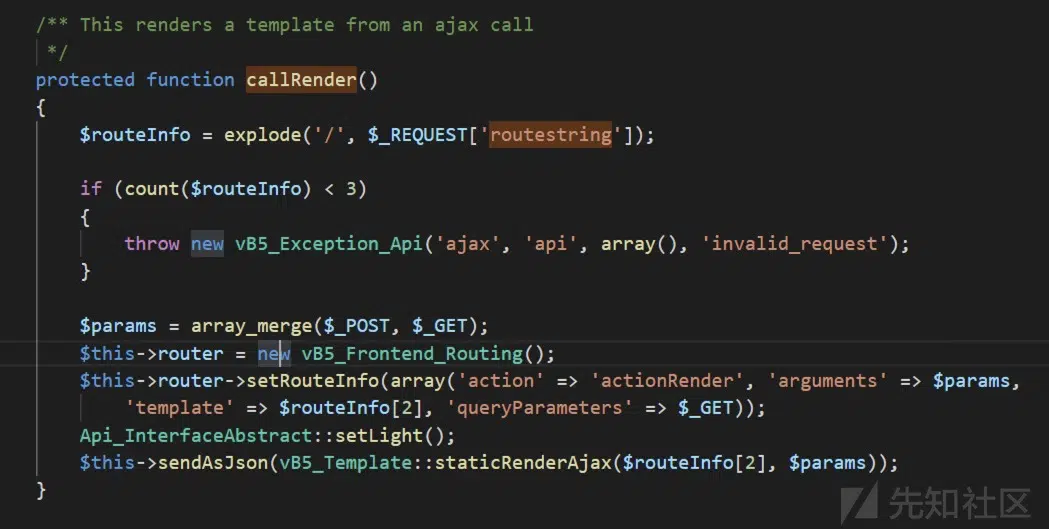 /** This renders a template from an ajax call
*/
protected function callRender()
{
$routeInfo = explode('/', $_REQUEST['routestring']);
if (count($routeInfo) < 3)
{
throw new vB5_Exception_Api('ajax', 'api', array(), 'invalid_request');
}
$params = array_merge($_POST, $_GET);
$this->router = new vB5_Frontend_Routing();
$this->router->setRouteInfo(array('action' => 'actionRender', 'arguments' => $params,
'template' => $routeInfo[2], 'queryParameters' => $_GET));
Api_InterfaceAbstract::setLight();
$this->sendAsJson(vB5_Template::staticRenderAjax($routeInfo[2], $params));
}
先知社区